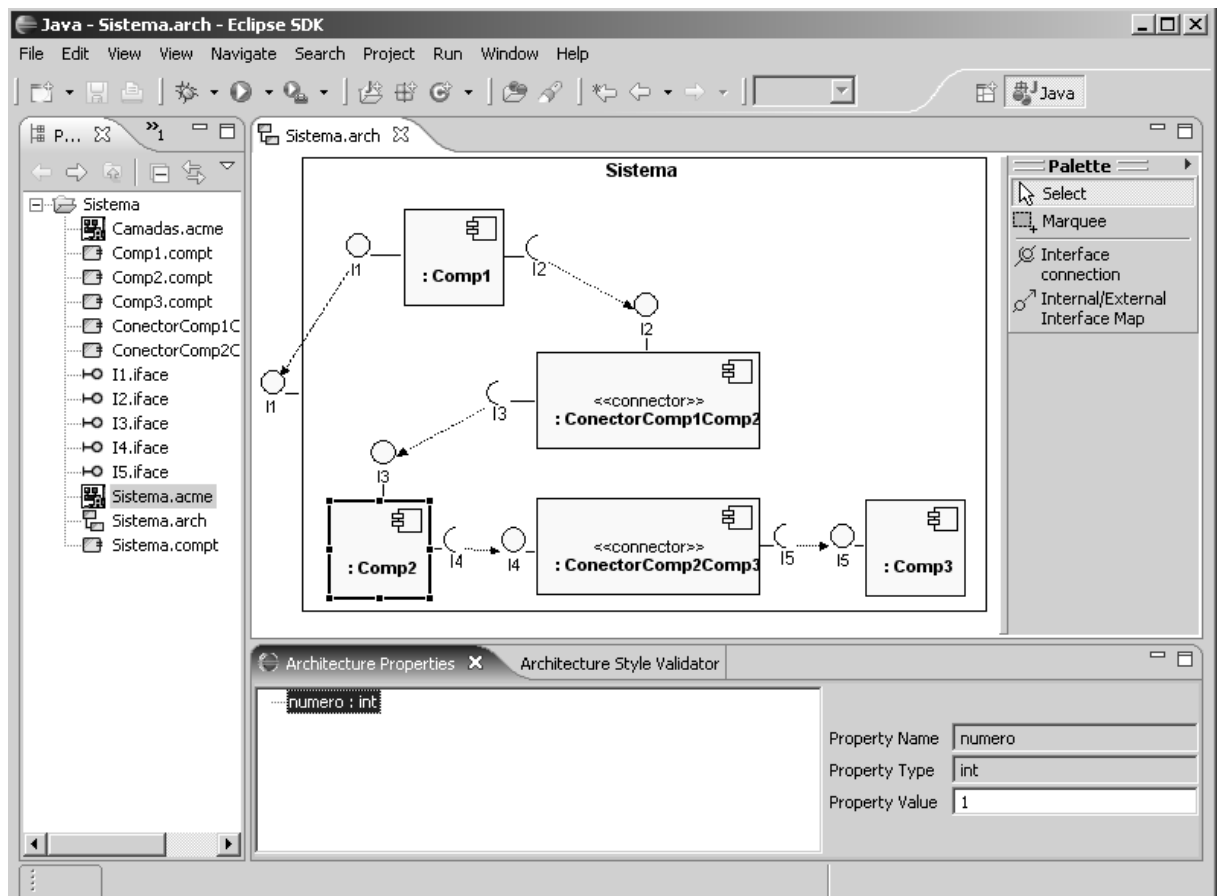 Java - Sistema.arch - Eclipse SDK
File Edit View View Navigate Search Project Run Window Help
Java
P... »1
Sistema.arch
Sistema
Camadas.acme
Comp1.compt
Comp2.compt
Comp3.compt
ConectorComp1C
ConectorComp2C
I1.iface
I2.iface
I3.iface
I4.iface
I5.iface
Sistema.acme
Sistema.arch
Sistema.compt
Sistema
: Comp1
I1
I2
I2
I1
<<connector>>
: ConectorComp1Comp2
I3
I3
: Comp2
I4
I4
<<connector>>
: ConectorComp2Comp3
I5
I5
: Comp3
Palette
Select
Marquee
Interface
connection
Internal/External
Interface Map
Architecture Properties
Architecture Style Validator
numero : int
Property Name numero
Property Type int
Property Value 1